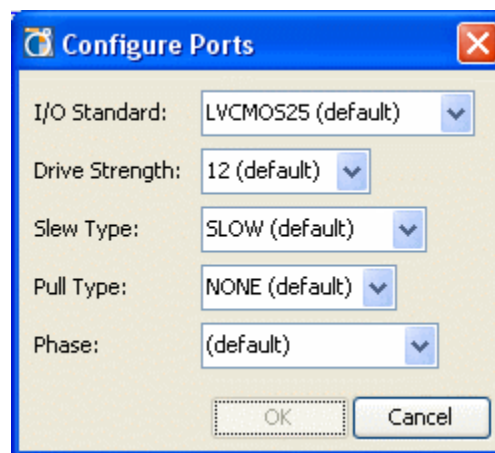 Configure Ports
I/O Standard: LVCMOS25 (default)
Drive Strength: 12 (default)
Slew Type: SLOW (default)
Pull Type: NONE (default)
Phase: (default)
OK Cancel